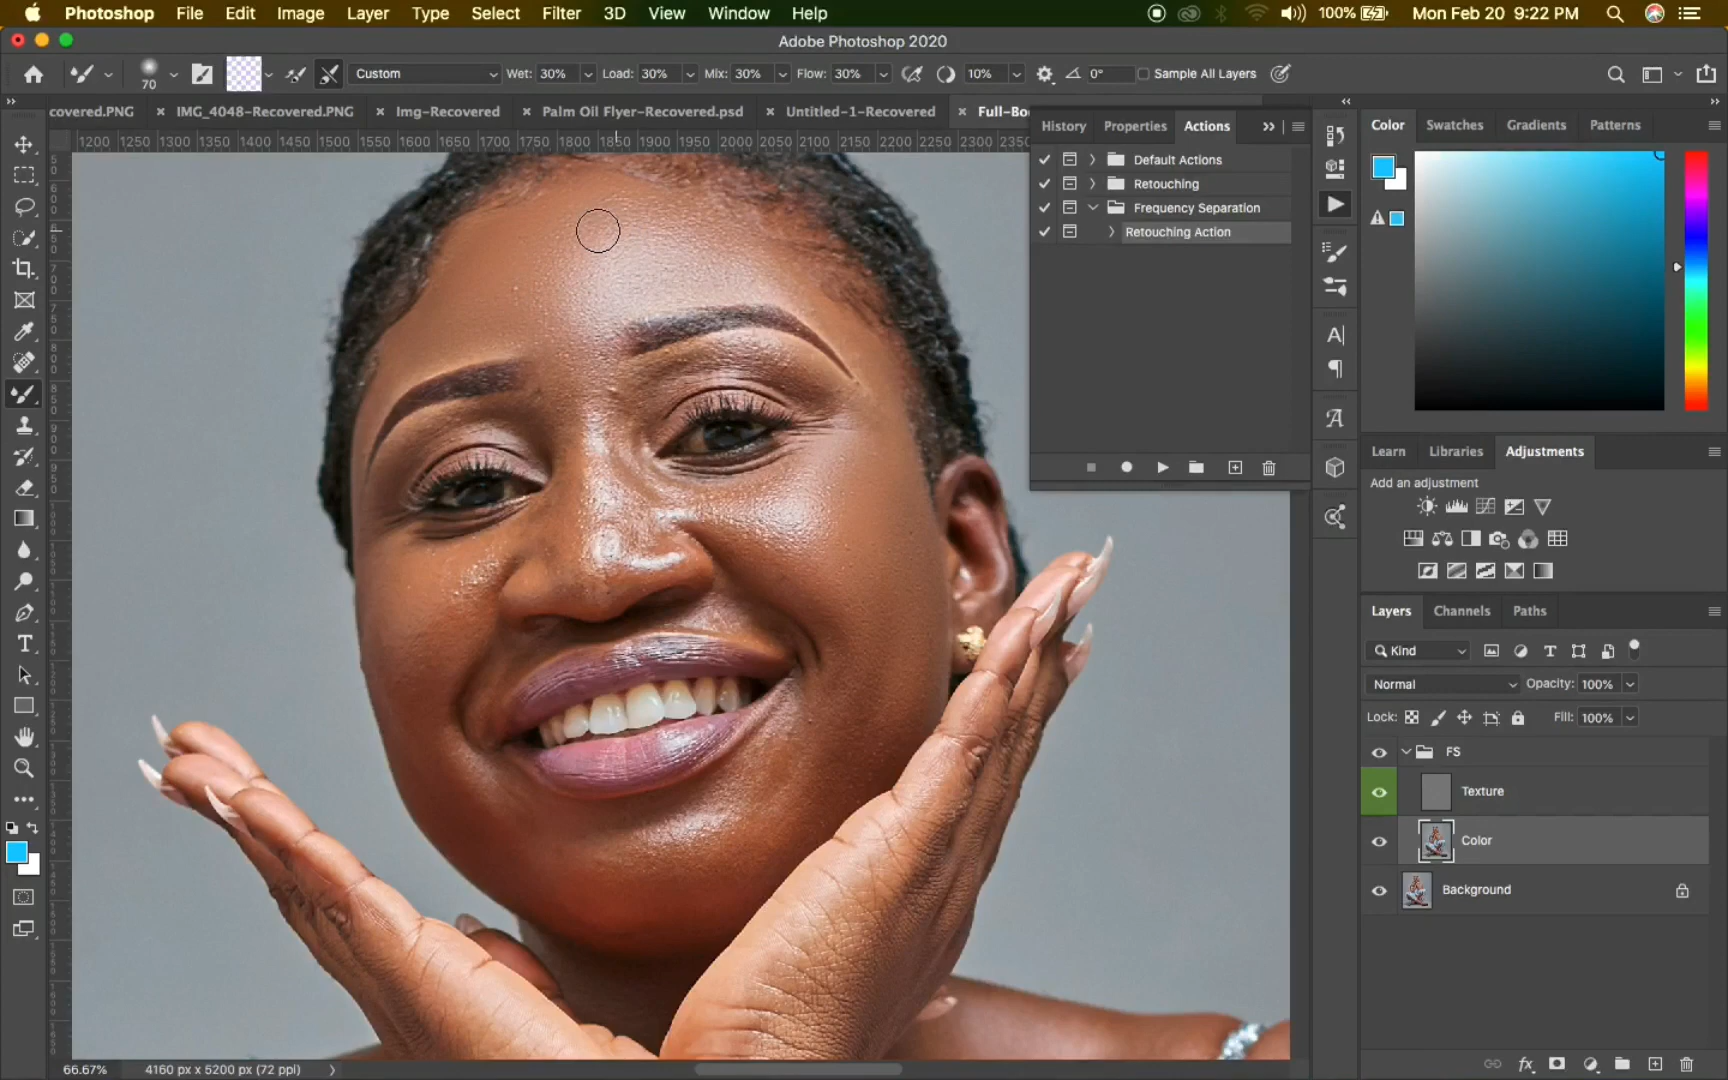 Photoshop File Edit Image Layer Type Select Filter 3D View Window Help 100% Mon Feb 20 9:22 PM
Adobe Photoshop 2020
70 Custom Wet: 30% Load: 30% Mix: 30% Flow: 30% 10% 0° Sample All Layers
covered.PNG × IMG_4048-Recovered.PNG × Img-Recovered × Palm Oil Flyer-Recovered.psd × Untitled-1-Recovered × Full-Bo
1200 1250 1300 1350 1400 1450 1500 1550 1600 1650 1700 1750 1800 1850 1900 1950 2000 2050 2100 2150 2200 2250 2300 2350
History Properties Actions
Default Actions
Retouching
Frequency Separation
Retouching Action
Color Swatches Gradients Patterns
Learn Libraries Adjustments
Add an adjustment
Layers Channels Paths
Kind
Normal Opacity: 100%
Lock: Fill: 100%
FS
Texture
Color
Background
66.67% 4160 px x 5200 px (72 ppi)